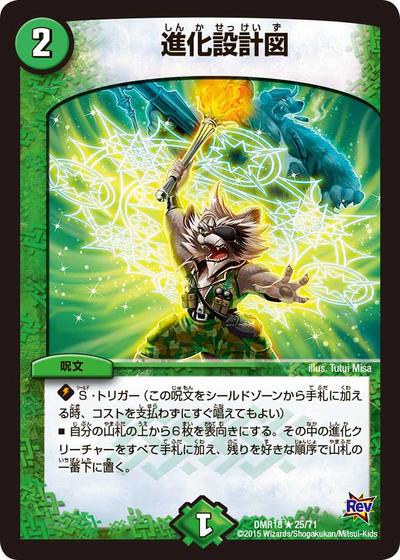 2
しんかせっけいず
進化設計図
呪文
illus. Tutui Misa
シールド
S・トリガー(この呪文をシールドゾーンから手札に加え
る時、コストを支払わずにすぐ唱えてもよい)
■自分の山札の上から6枚を表向きにする。その中の進化ク
リーチャーをすべて手札に加え、残りを好きな順序で山札の
一番下に置く。
Rev
1
DMR18 ★ 25/71
©2015 Wizards/Shogakukan/Mitsui-Kids